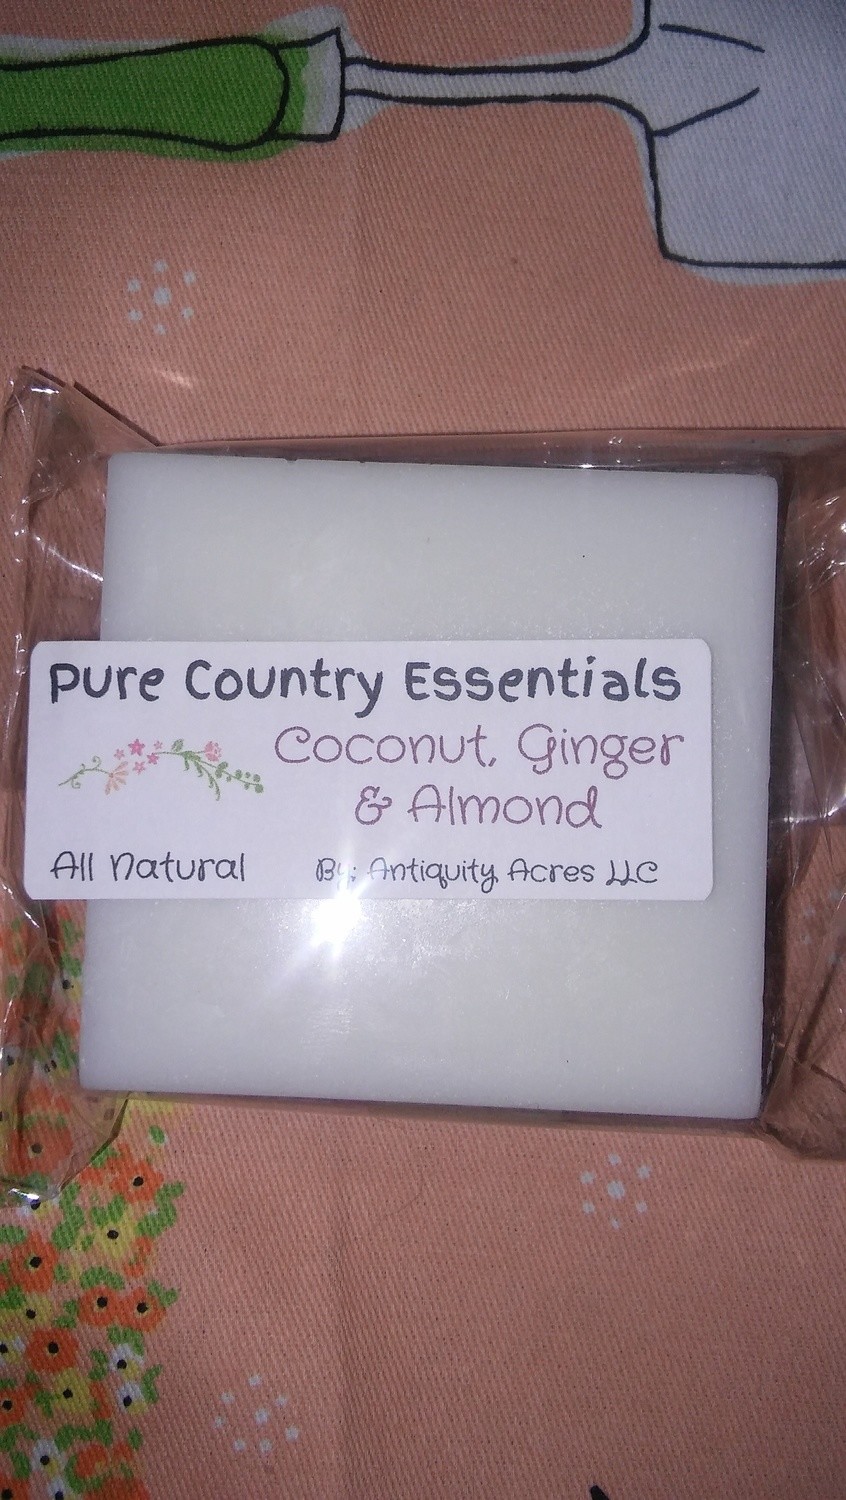 Pure Country Essentials
Coconut, Ginger
& Almond
All Natural
By: Antiquity Acres LLC